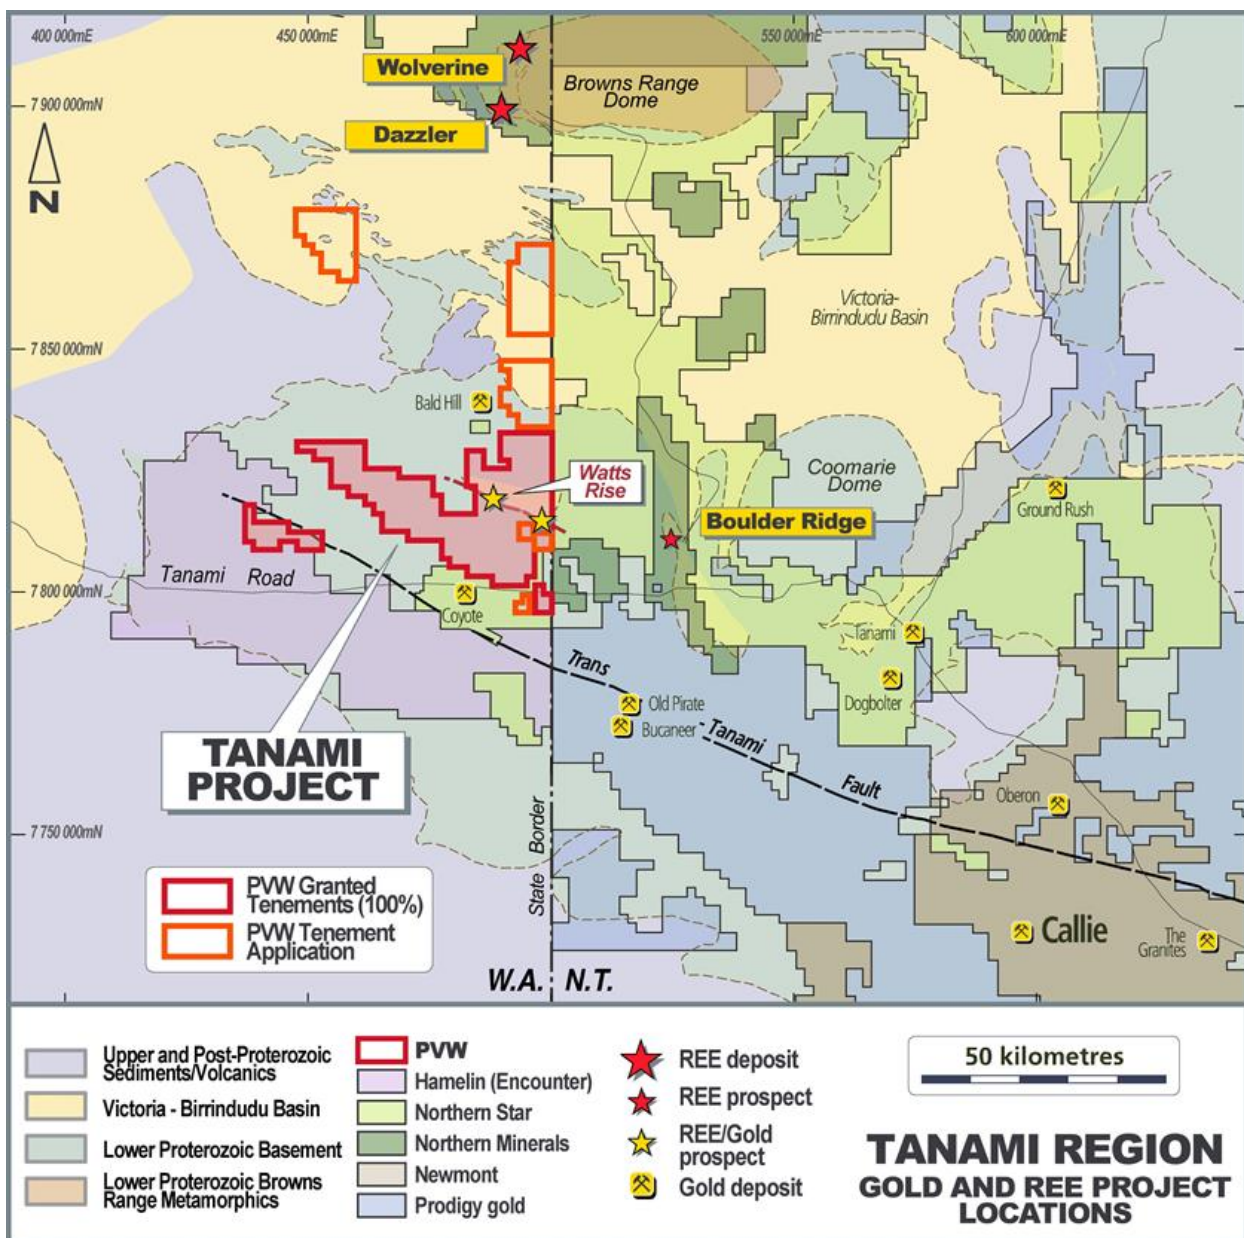 400 000mE
450 000mE
550 000mE
600 000mE
Wolverine
Browns Range
Dome
7 900 000mN
Dazzler
N
Victoria-
Birrindudu Basin
7 850 000mN
Bald Hill
Watts
Rise
Coomarie
Dome
Ground Rush
Boulder Ridge
Tanami Road
7 800 000mN
Coyote
Tanami
Trans
Old Pirate
Dogbolter
Bucaneer
Tanami
TANAMI
PROJECT
Fault
Oberon
7 750 000mN
State Border
PVW Granted
Tenements (100%)
PVW Tenement
Application
Callie
The
Granites
W.A.
N.T.
Upper and Post-Proterozoic
Sediments/Volcanics
Victoria - Birrindudu Basin
Lower Proterozoic Basement
Lower Proterozoic Browns
Range Metamorphics
PVW
Hamelin (Encounter)
Northern Star
Northern Minerals
Newmont
Prodigy gold
REE deposit
REE prospect
REE/Gold
prospect
Gold deposit
50 kilometres
TANAMI REGION
GOLD AND REE PROJECT
LOCATIONS